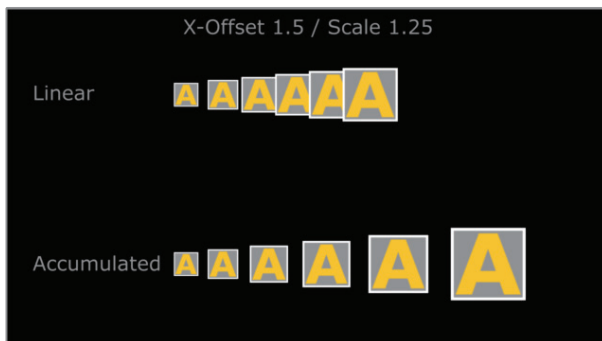 X-Offset 1.5 / Scale 1.25
Linear
A A A A A A
Accumulated
A A A A A A